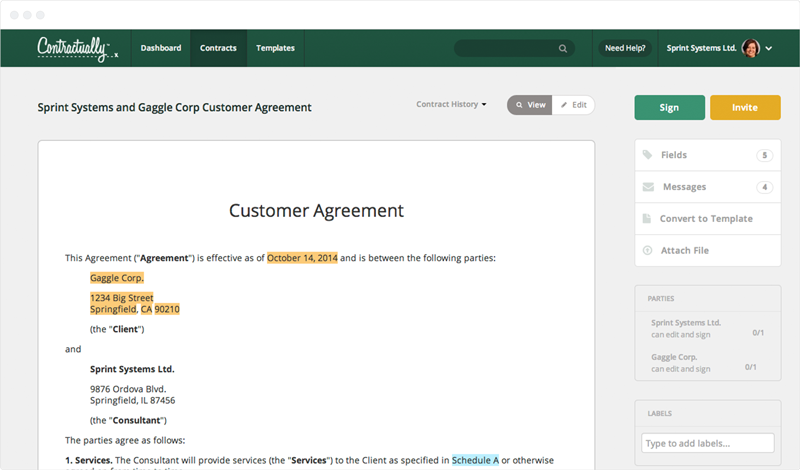 Contractually
Dashboard
Contracts
Templates
Need Help?
Sprint Systems Ltd.
Sprint Systems and Gaggle Corp Customer Agreement
Contract History
View
Edit
Sign
Invite
Customer Agreement
This Agreement ("Agreement") is effective as of October 14, 2014 and is between the following parties:
Gaggle Corp.
1234 Big Street
Springfield, CA 90210
(the "Client")
and
Sprint Systems Ltd.
9876 Ordova Blvd.
Springfield, IL 87456
(the "Consultant")
The parties agree as follows:
1. Services. The Consultant will provide services (the "Services") to the Client as specified in Schedule A or otherwise
Fields 5
Messages 4
Convert to Template
Attach File
PARTIES
Sprint Systems Ltd.
can edit and sign 0/1
Gaggle Corp.
can edit and sign 0/1
LABELS
Type to add labels...